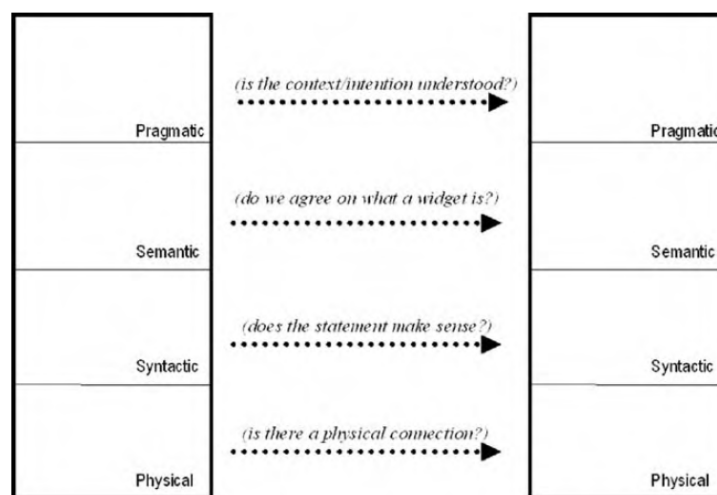 (is the context/intention understood?)
Pragmatic Pragmatic
(do we agree on what a widget is?)
Semantic Semantic
(does the statement make sense?)
Syntactic Syntactic
(is there a physical connection?)
Physical Physical